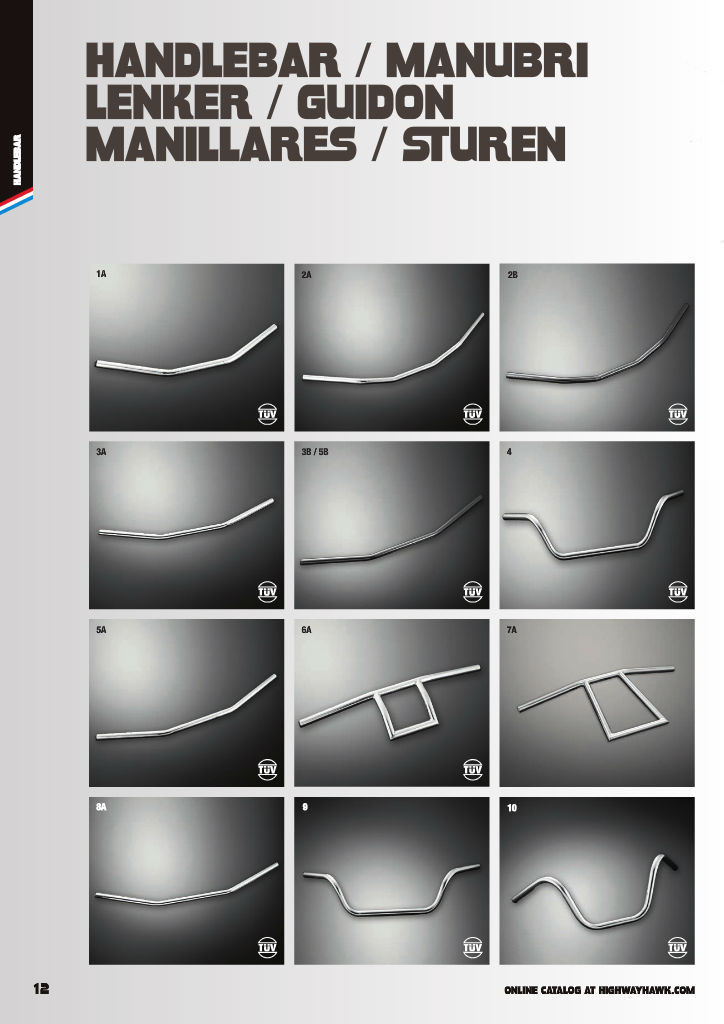 HANDLEBAR / MANUBRI
LENKER / GUIDON
MANILLARES / STUREN
HANDLEBAR
1A
TÜV
2A
TÜV
2B
TÜV
3A
TÜV
3B / 5B
TÜV
4
TÜV
5A
TÜV
6A
TÜV
7A
8A
TÜV
9
TÜV
10
TÜV
12
ONLINE CATALOG AT HIGHWAYHAWK.COM